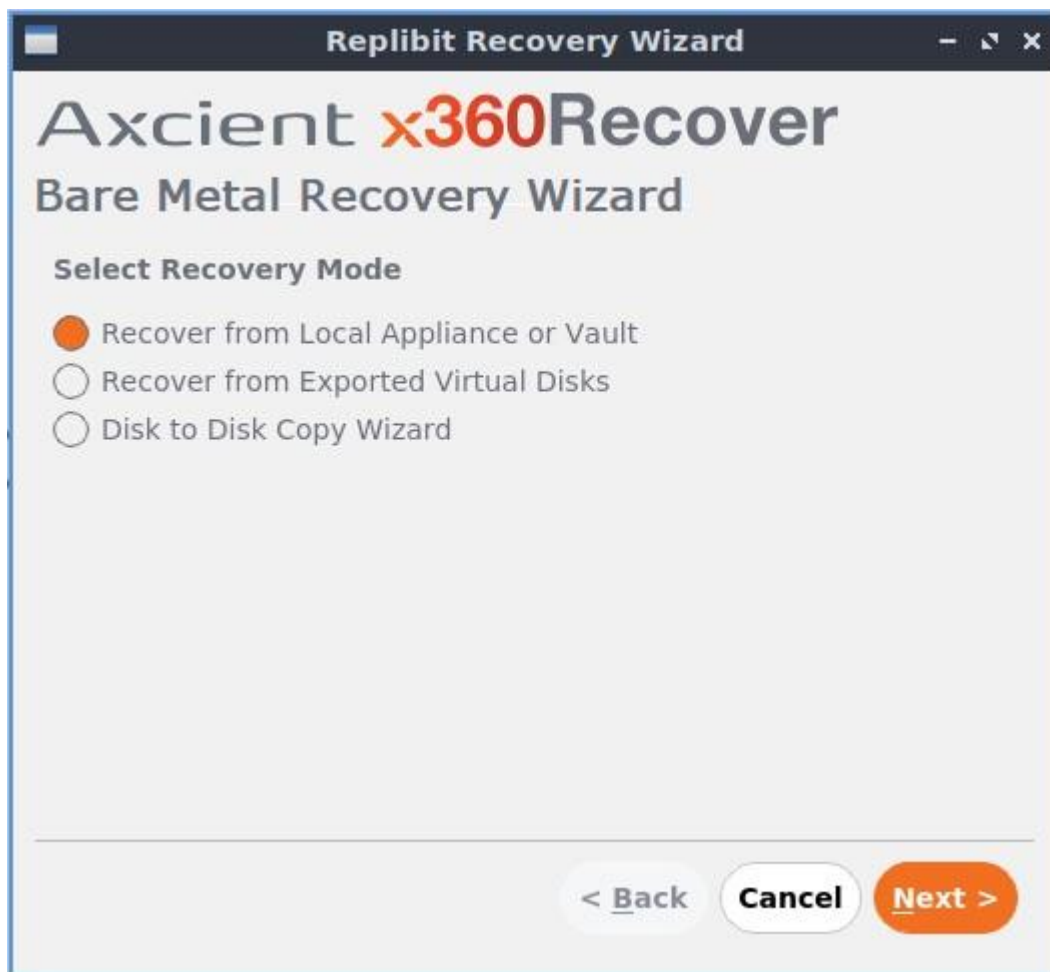 Replibit Recovery Wizard
Axcient x360Recover
Bare Metal Recovery Wizard
Select Recovery Mode
Recover from Local Appliance or Vault
Recover from Exported Virtual Disks
Disk to Disk Copy Wizard
< Back Cancel Next >